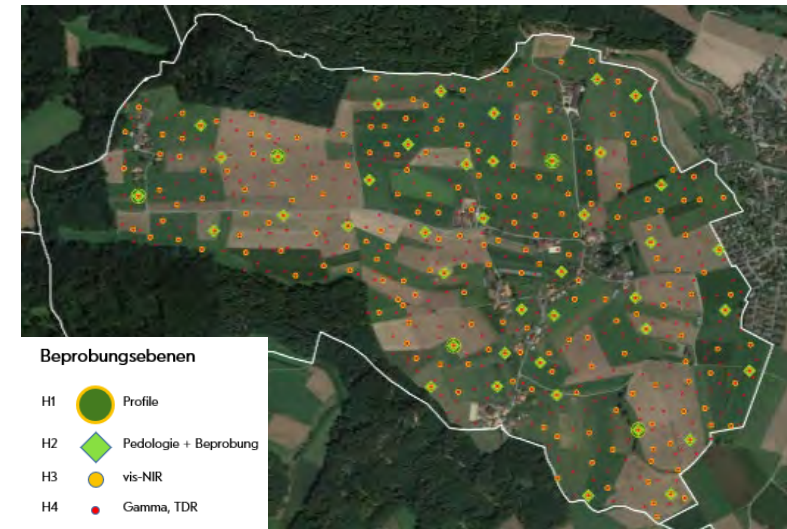 Beprobungsebenen
H1 Profile
H2 Pedologie + Beprobung
H3 vis-NIR
H4 Gamma, TDR